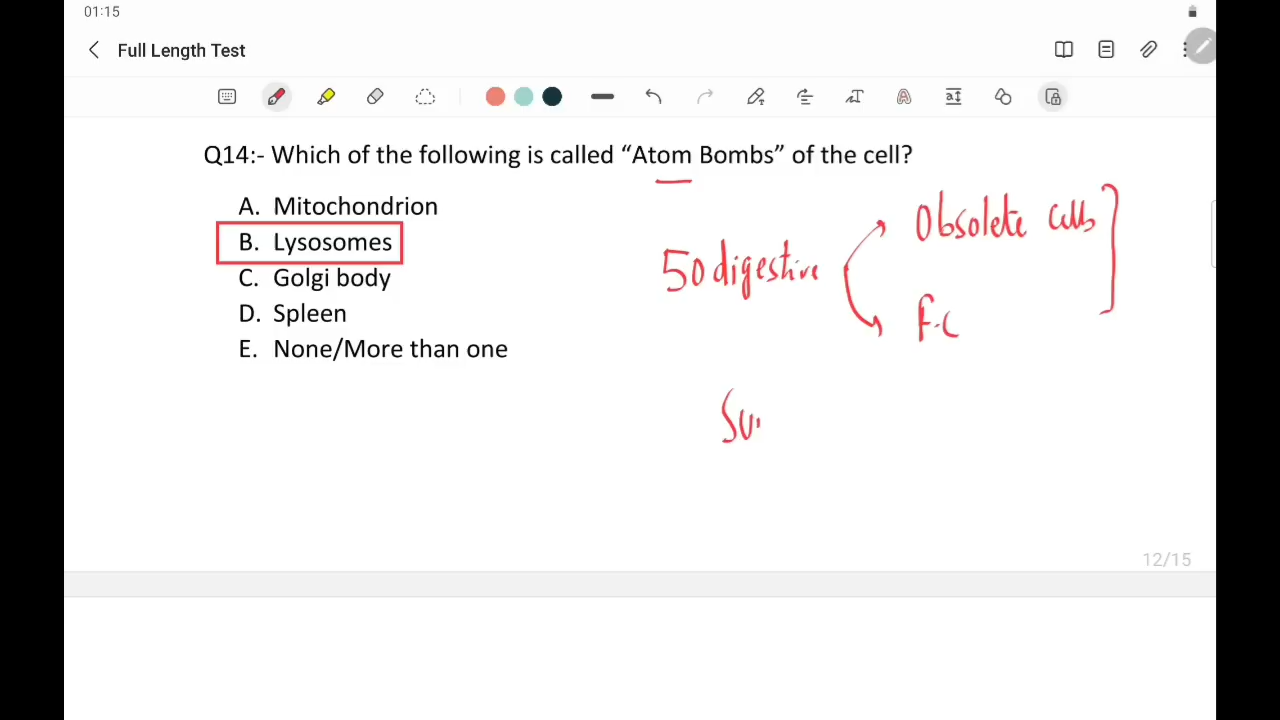 01:15
Full Length Test
Q14:- Which of the following is called “Atom Bombs” of the cell?
A. Mitochondrion
B. Lysosomes
C. Golgi body
D. Spleen
E. None/More than one
50 digestive
Obsolete cells
F.C
Su
12/15